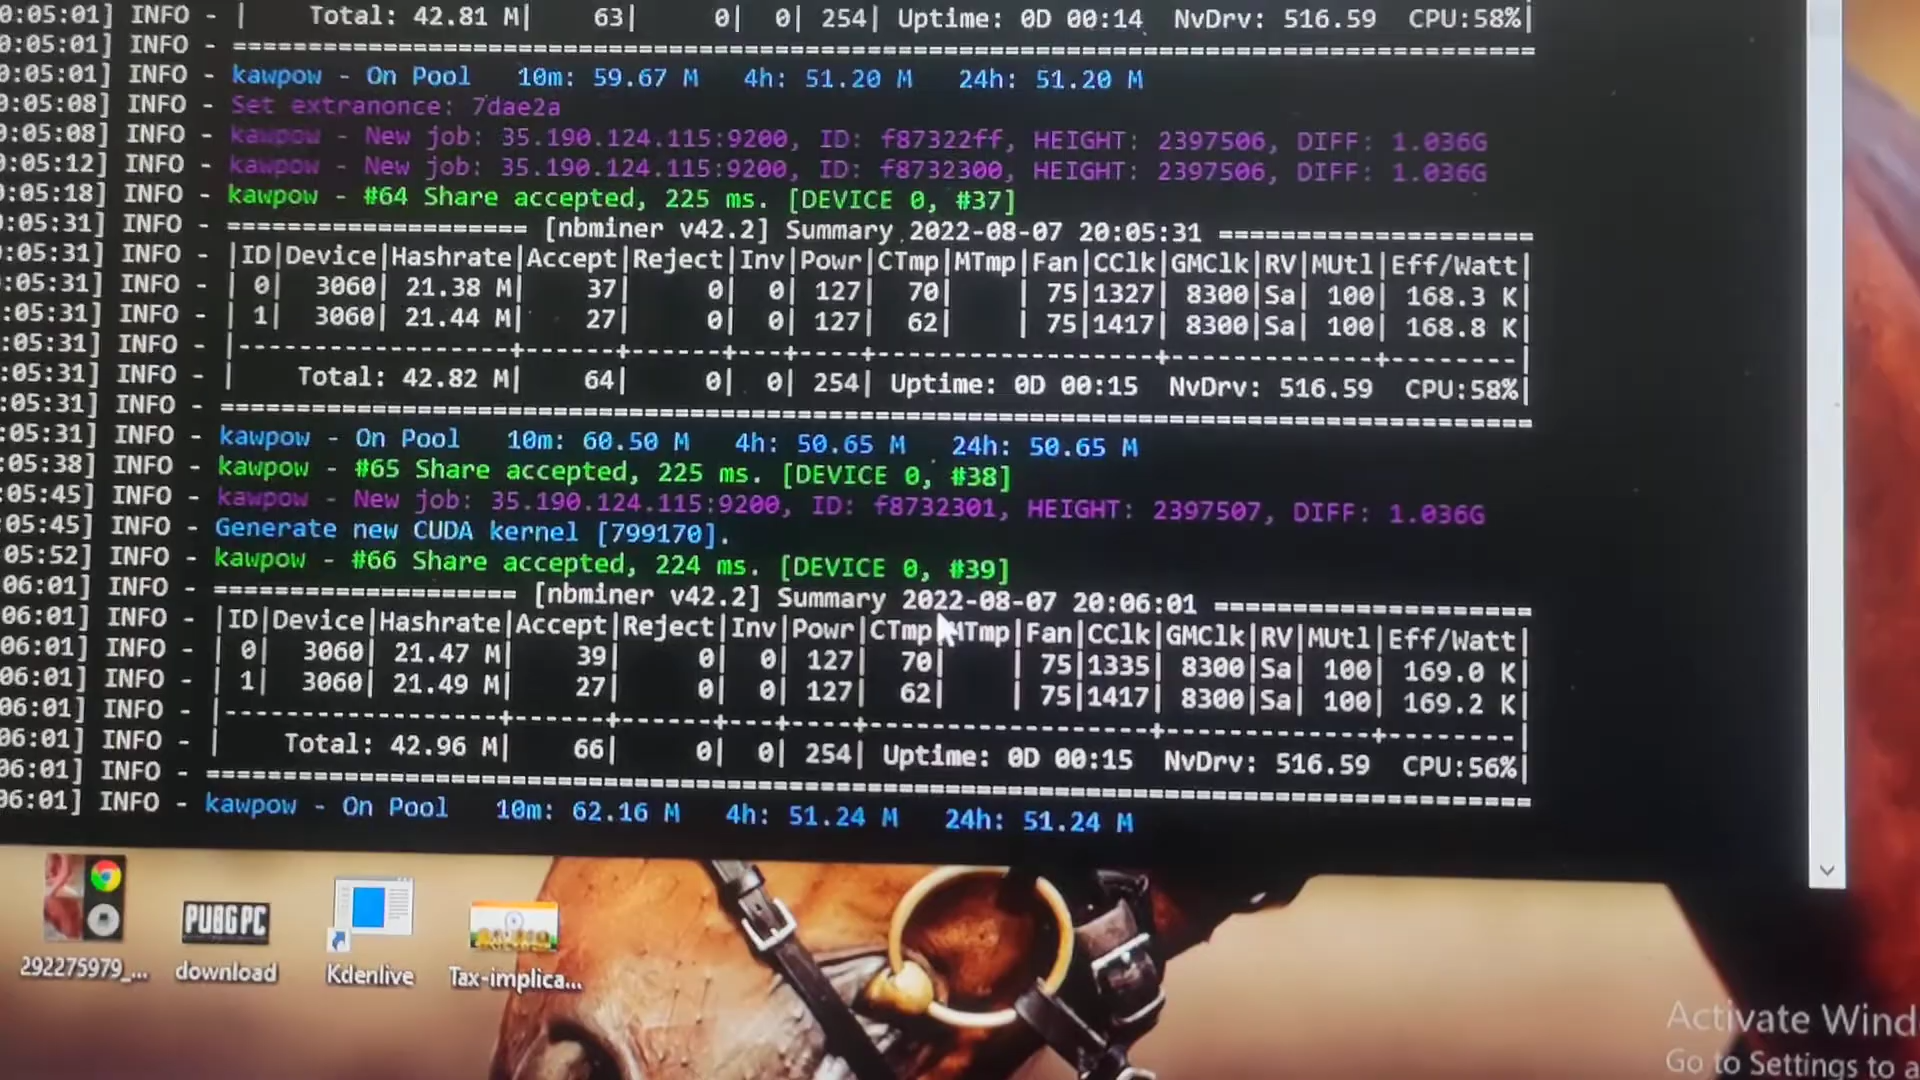 0:05:01] INFO - | Total: 42.81 M| 63| 0| 0| 254| Uptime: 0D 00:14 NvDrv: 516.59 CPU:58%|
0:05:01] INFO - ======================================================================================
0:05:01] INFO - kawpow - On Pool 10m: 59.67 M 4h: 51.20 M 24h: 51.20 M
0:05:08] INFO - Set extranonce: 7dae2a
0:05:08] INFO - kawpow - New job: 35.190.124.115:9200, ID: f87322ff, HEIGHT: 2397506, DIFF: 1.036G
0:05:12] INFO - kawpow - New job: 35.190.124.115:9200, ID: f8732300, HEIGHT: 2397506, DIFF: 1.036G
0:05:18] INFO - kawpow - #64 Share accepted, 225 ms. [DEVICE 0, #37]
0:05:31] INFO - ==================== [nbminer v42.2] Summary 2022-08-07 20:05:31 =====================
:05:31] INFO - |ID|Device|Hashrate|Accept|Reject|Inv|Powr|CTmp|MTmp|Fan|CClk|GMClk|RV|MUtl|Eff/Watt|
:05:31] INFO - | 0| 3060| 21.38 M| 37| 0| 0| 127| 70| | 75|1327| 8300|Sa| 100| 168.3 K|
:05:31] INFO - | 1| 3060| 21.44 M| 27| 0| 0| 127| 62| | 75|1417| 8300|Sa| 100| 168.8 K|
:05:31] INFO - |------------------+------+------+---+----+------------------+--------------+--------|
:05:31] INFO - | Total: 42.82 M| 64| 0| 0| 254| Uptime: 0D 00:15 NvDrv: 516.59 CPU:58%|
:05:31] INFO - ======================================================================================
:05:31] INFO - kawpow - On Pool 10m: 60.50 M 4h: 50.65 M 24h: 50.65 M
:05:38] INFO - kawpow - #65 Share accepted, 225 ms. [DEVICE 0, #38]
:05:45] INFO - kawpow - New job: 35.190.124.115:9200, ID: f8732301, HEIGHT: 2397507, DIFF: 1.036G
:05:45] INFO - Generate new CUDA kernel [799170].
05:52] INFO - kawpow - #66 Share accepted, 224 ms. [DEVICE 0, #39]
06:01] INFO - ==================== [nbminer v42.2] Summary 2022-08-07 20:06:01 =====================
06:01] INFO - |ID|Device|Hashrate|Accept|Reject|Inv|Powr|CTmp|MTmp|Fan|CClk|GMClk|RV|MUtl|Eff/Watt|
06:01] INFO - | 0| 3060| 21.47 M| 39| 0| 0| 127| 70| | 75|1335| 8300|Sa| 100| 169.0 K|
06:01] INFO - | 1| 3060| 21.49 M| 27| 0| 0| 127| 62| | 75|1417| 8300|Sa| 100| 169.2 K|
06:01] INFO - |------------------+------+------+---+----+------------------+--------------+--------|
06:01] INFO - | Total: 42.96 M| 66| 0| 0| 254| Uptime: 0D 00:15 NvDrv: 516.59 CPU:56%|
06:01] INFO - ======================================================================================
06:01] INFO - kawpow - On Pool 10m: 62.16 M 4h: 51.24 M 24h: 51.24 M
PUBG PC
292275979_... download Kdenlive Tax-implica...
Activate Wind
Go to Settings to a